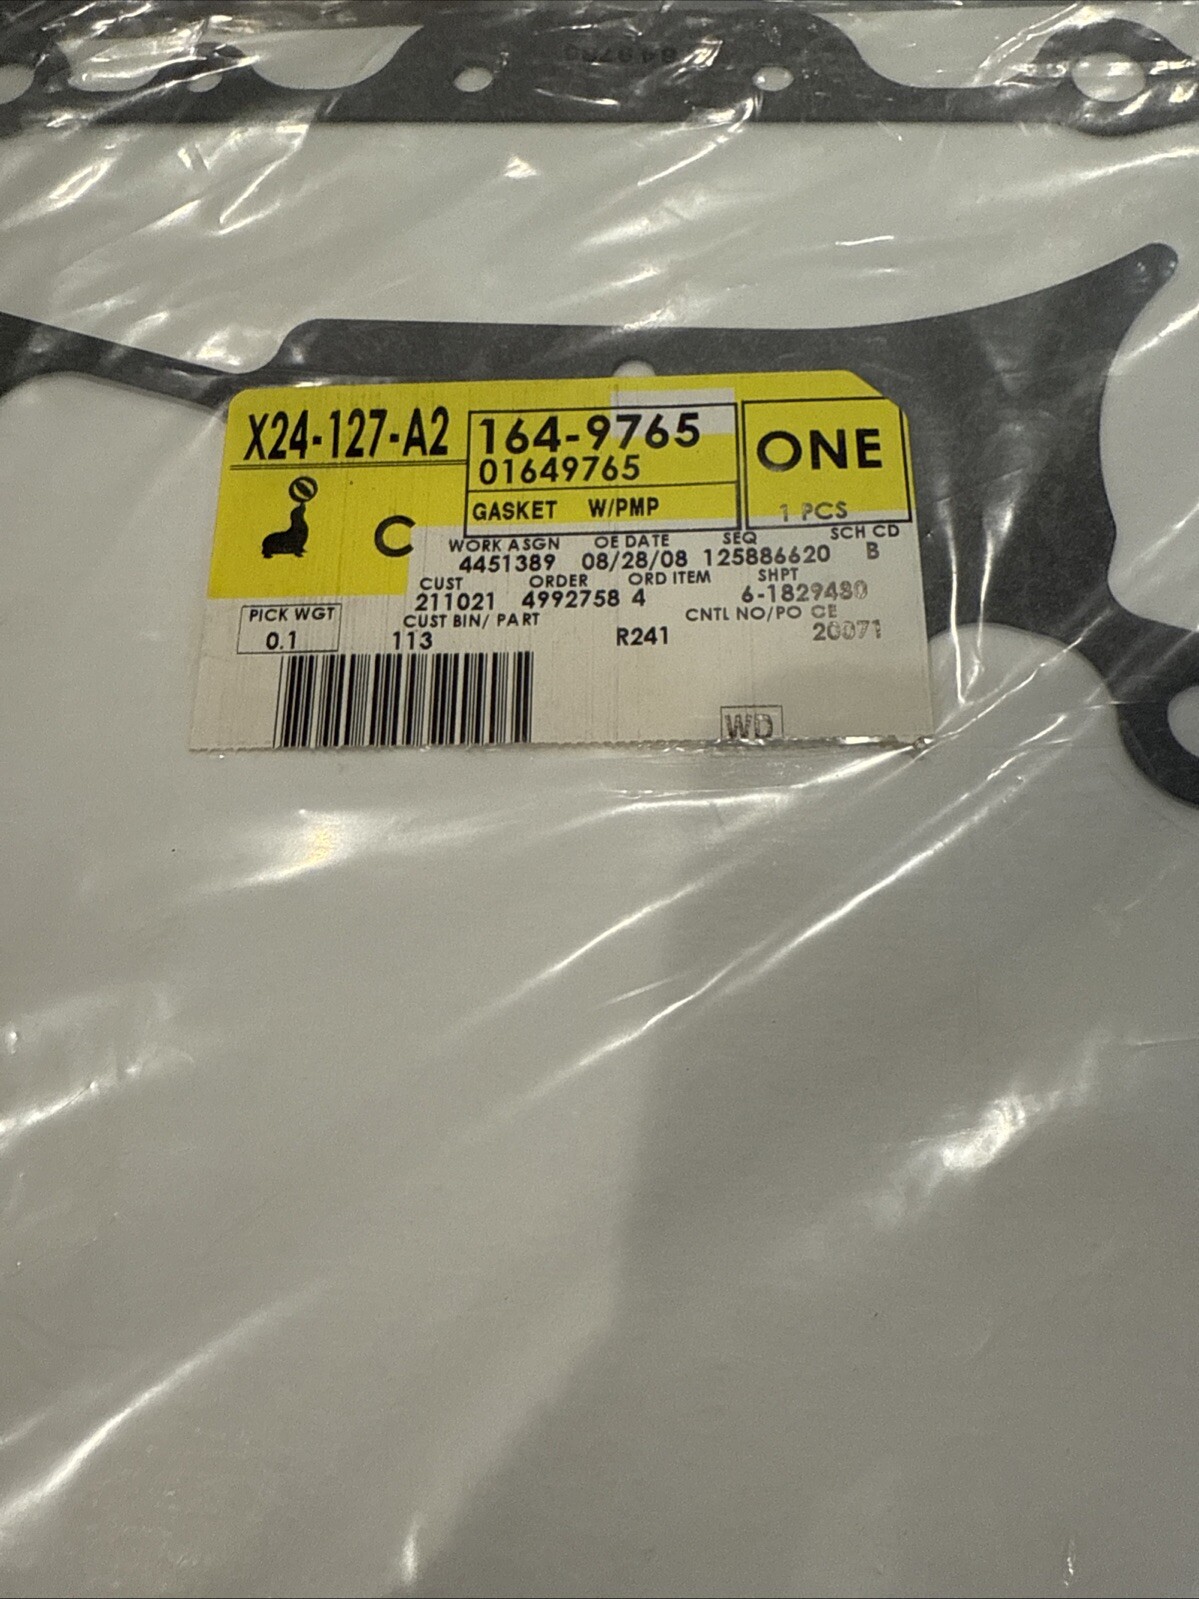 X24-127-A2
164-9765
01649765
ONE
GASKET W/PMP
1 PCS
C
WORK ASGN OE DATE SEQ SCH CD
4451389 08/28/08 125886620 B
CUST ORDER ORD ITEM SHPT
211021 4992758 4 6-1829480
PICK WGT CUST BIN/ PART CNTL NO/PO CE
0.1 113 R241 20071
WD